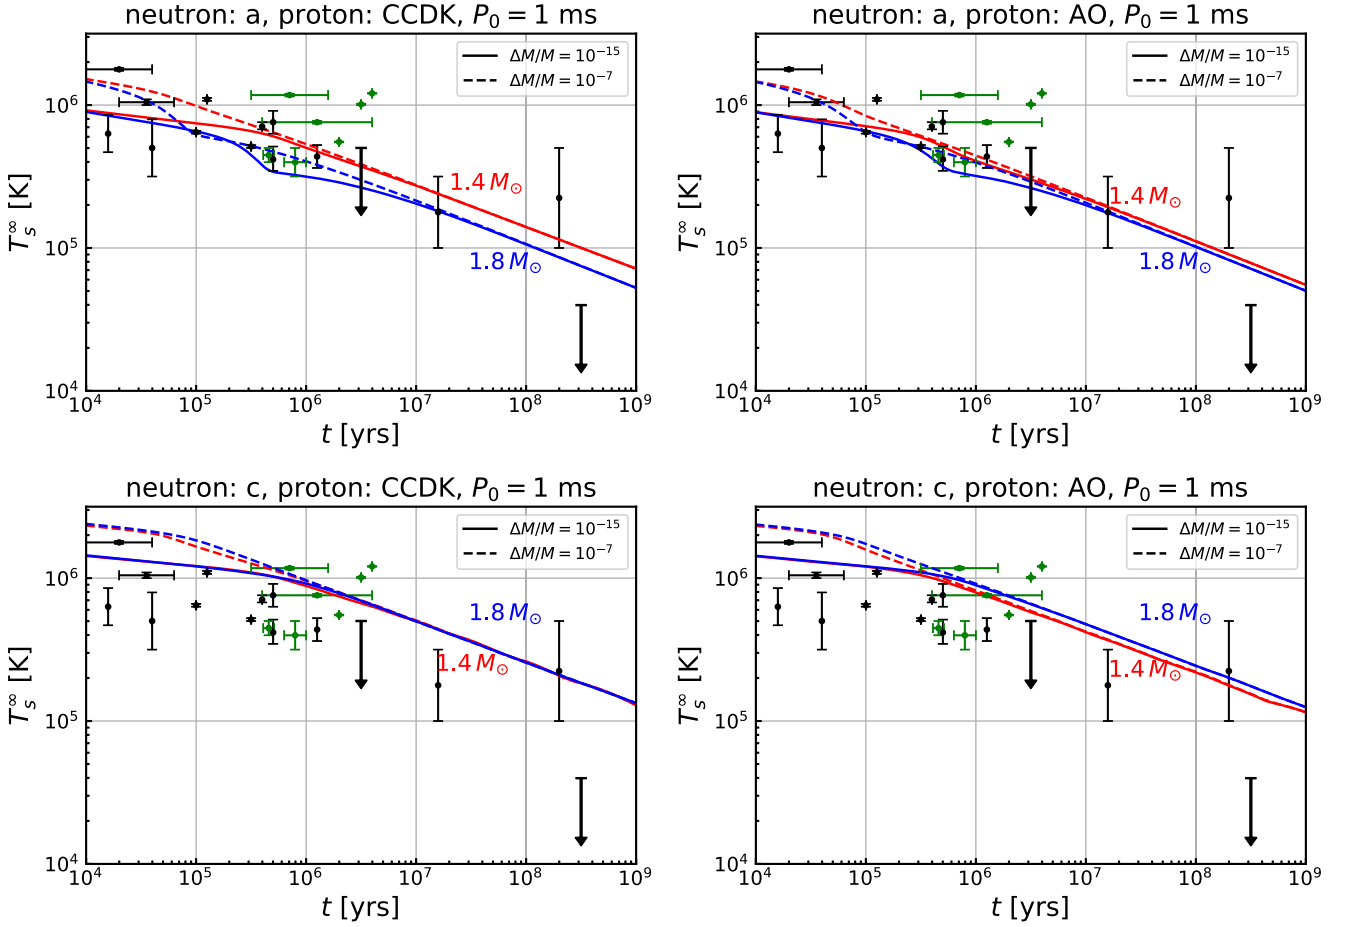 neutron: a, proton: CCDK, P₀ = 1 ms
ΔM/M = 10⁻¹⁵
ΔM/M = 10⁻⁷
10⁶
10⁵
10⁴
T_s^∞ [K]
1.4 M☉
1.8 M☉
10⁴ 10⁵ 10⁶ 10⁷ 10⁸ 10⁹
t [yrs]
neutron: a, proton: AO, P₀ = 1 ms
ΔM/M = 10⁻¹⁵
ΔM/M = 10⁻⁷
10⁶
10⁵
10⁴
T_s^∞ [K]
1.4 M☉
1.8 M☉
10⁴ 10⁵ 10⁶ 10⁷ 10⁸ 10⁹
t [yrs]
neutron: c, proton: CCDK, P₀ = 1 ms
ΔM/M = 10⁻¹⁵
ΔM/M = 10⁻⁷
10⁶
10⁵
10⁴
T_s^∞ [K]
1.8 M☉
1.4 M☉
10⁴ 10⁵ 10⁶ 10⁷ 10⁸ 10⁹
t [yrs]
neutron: c, proton: AO, P₀ = 1 ms
ΔM/M = 10⁻¹⁵
ΔM/M = 10⁻⁷
10⁶
10⁵
10⁴
T_s^∞ [K]
1.8 M☉
1.4 M☉
10⁴ 10⁵ 10⁶ 10⁷ 10⁸ 10⁹
t [yrs]